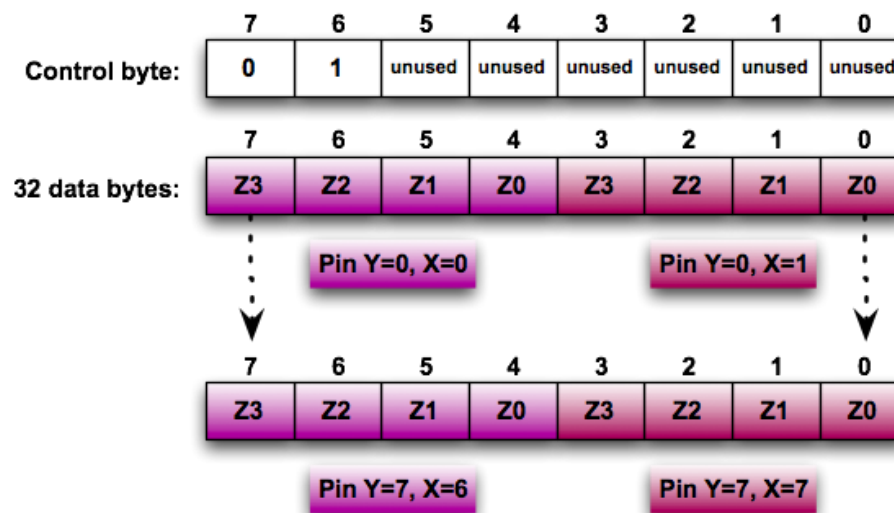 7 6 5 4 3 2 1 0
Control byte: 0 1 unused unused unused unused unused unused
7 6 5 4 3 2 1 0
32 data bytes: Z3 Z2 Z1 Z0 Z3 Z2 Z1 Z0
Pin Y=0, X=0 Pin Y=0, X=1
7 6 5 4 3 2 1 0
Z3 Z2 Z1 Z0 Z3 Z2 Z1 Z0
Pin Y=7, X=6 Pin Y=7, X=7